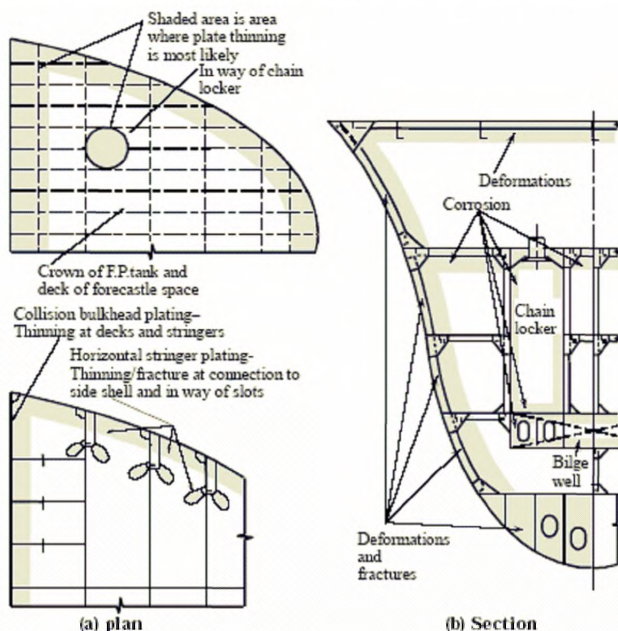 Shaded area is area
where plate thinning
is most likely
In way of chain
locker
Crown of F.P.tank and
deck of forecastle space
Collision bulkhead plating–
Thinning at decks and stringers
Horizontal stringer plating-
Thinning/fracture at connection to
side shell and in way of slots
(a) plan
Deformations
Corrosion
Chain
locker
Bilge
well
Deformations
and
fractures
(b) Section